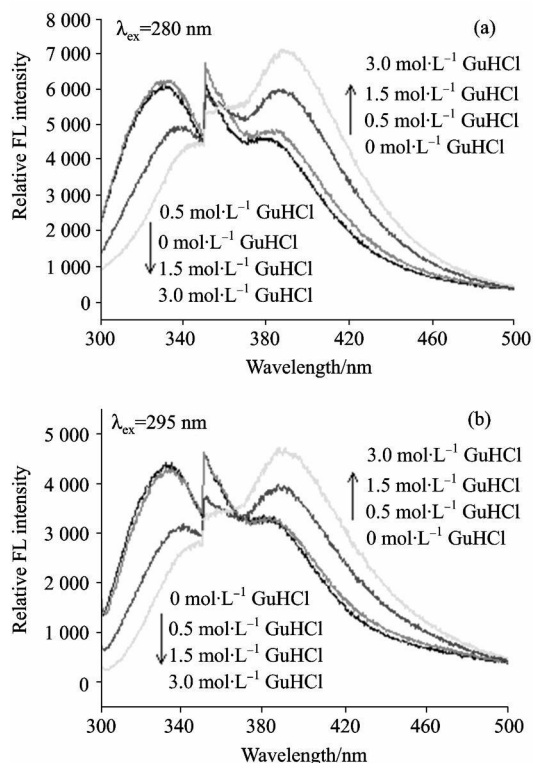 λex=280 nm
(a)
8 000
7 000
6 000
5 000
4 000
3 000
2 000
1 000
0
Relative FL intensity
3.0 mol·L⁻¹ GuHCl
1.5 mol·L⁻¹ GuHCl
0.5 mol·L⁻¹ GuHCl
0 mol·L⁻¹ GuHCl
0.5 mol·L⁻¹ GuHCl
0 mol·L⁻¹ GuHCl
1.5 mol·L⁻¹ GuHCl
3.0 mol·L⁻¹ GuHCl
300 340 380 420 460 500
Wavelength/nm
λex=295 nm
(b)
5 000
4 000
3 000
2 000
1 000
0
Relative FL intensity
3.0 mol·L⁻¹ GuHCl
1.5 mol·L⁻¹ GuHCl
0.5 mol·L⁻¹ GuHCl
0 mol·L⁻¹ GuHCl
0 mol·L⁻¹ GuHCl
0.5 mol·L⁻¹ GuHCl
1.5 mol·L⁻¹ GuHCl
3.0 mol·L⁻¹ GuHCl
300 340 380 420 460 500
Wavelength/nm